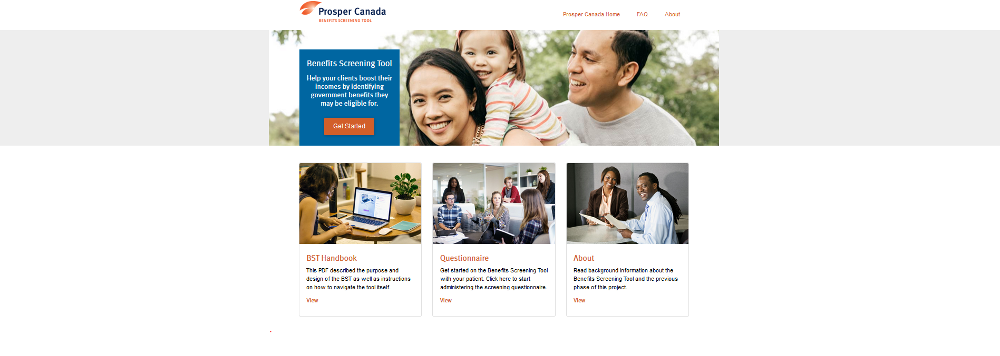 Prosper Canada
BENEFITS SCREENING TOOL
Prosper Canada Home
FAQ
About
Benefits Screening Tool
Help your clients boost their
incomes by identifying
government benefits they
may be eligible for.
Get Started
BST Handbook
This PDF described the purpose and
design of the BST as well as instructions
on how to navigate the tool itself.
View
Questionnaire
Get started on the Benefits Screening Tool
with your patient. Click here to start
administering the screening questionnaire.
View
About
Read background information about the
Benefits Screening Tool and the previous
phase of this project.
View